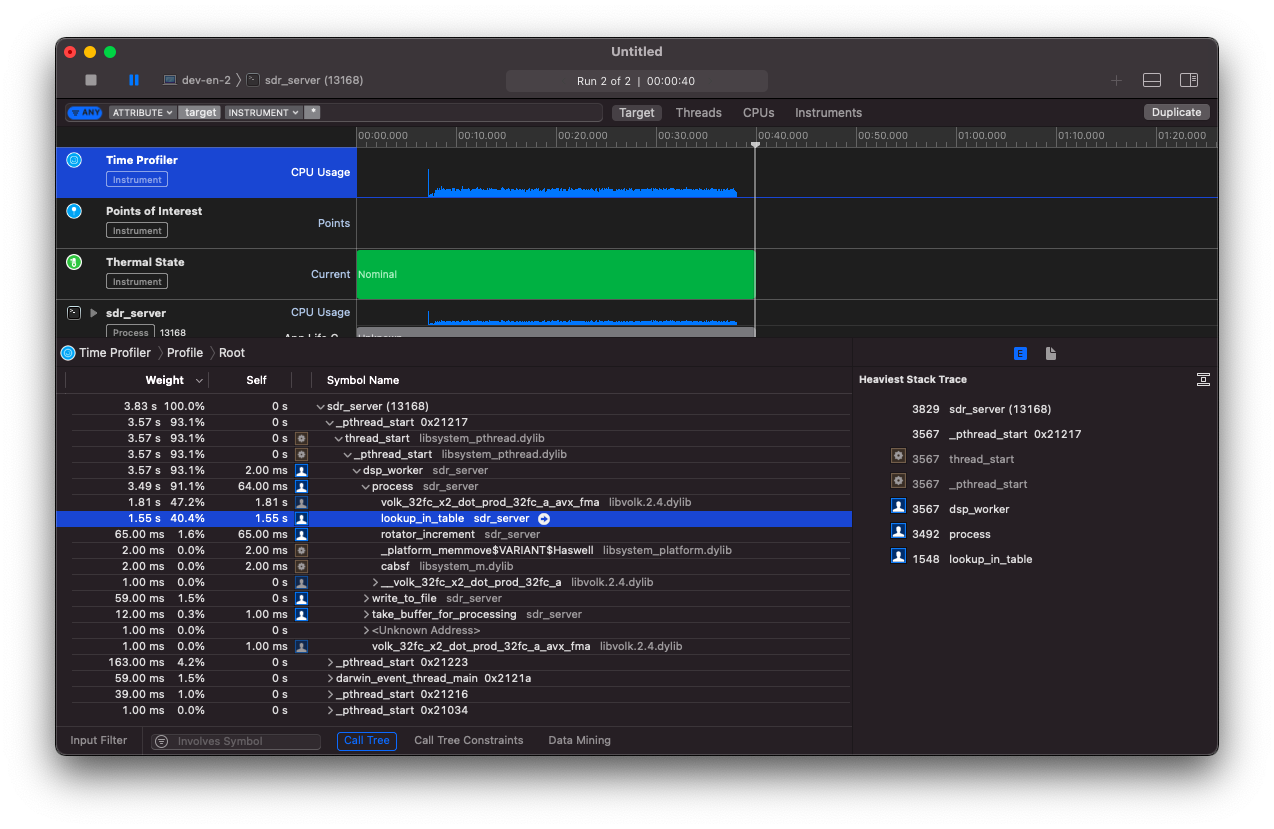 Untitled
dev-en-2 〉 sdr_server (13168)
Run 2 of 2 | 00:00:40
ANY ATTRIBUTE target INSTRUMENT *
Target Threads CPUs Instruments Duplicate
00:00.000 00:10.000 00:20.000 00:30.000 00:40.000 00:50.000 01:00.000 01:10.000 01:20.000
Time Profiler
Instrument
CPU Usage
Points of Interest
Instrument
Points
Thermal State
Instrument
Current
Nominal
sdr_server
Process 13168
CPU Usage
Time Profiler 〉 Profile 〉 Root
E
Weight Self Symbol Name
3.83 s 100.0% 0 s sdr_server (13168)
3.57 s 93.1% 0 s _pthread_start 0x21217
3.57 s 93.1% 0 s thread_start libsystem_pthread.dylib
3.57 s 93.1% 0 s _pthread_start libsystem_pthread.dylib
3.57 s 93.1% 2.00 ms dsp_worker sdr_server
3.49 s 91.1% 64.00 ms process sdr_server
1.81 s 47.2% 1.81 s volk_32fc_x2_dot_prod_32fc_a_avx_fma libvolk.2.4.dylib
1.55 s 40.4% 1.55 s lookup_in_table sdr_server
65.00 ms 1.6% 65.00 ms rotator_increment sdr_server
2.00 ms 0.0% 2.00 ms _platform_memmove$VARIANT$Haswell libsystem_platform.dylib
2.00 ms 0.0% 2.00 ms cabsf libsystem_m.dylib
1.00 ms 0.0% 0 s __volk_32fc_x2_dot_prod_32fc_a libvolk.2.4.dylib
59.00 ms 1.5% 0 s write_to_file sdr_server
12.00 ms 0.3% 1.00 ms take_buffer_for_processing sdr_server
1.00 ms 0.0% 0 s <Unknown Address>
1.00 ms 0.0% 1.00 ms volk_32fc_x2_dot_prod_32fc_a_avx_fma libvolk.2.4.dylib
163.00 ms 4.2% 0 s _pthread_start 0x21223
59.00 ms 1.5% 0 s darwin_event_thread_main 0x2121a
39.00 ms 1.0% 0 s _pthread_start 0x21216
1.00 ms 0.0% 0 s _pthread_start 0x21034
Heaviest Stack Trace
3829 sdr_server (13168)
3567 _pthread_start 0x21217
3567 thread_start
3567 _pthread_start
3567 dsp_worker
3492 process
1548 lookup_in_table
Input Filter Involves Symbol Call Tree Call Tree Constraints Data Mining